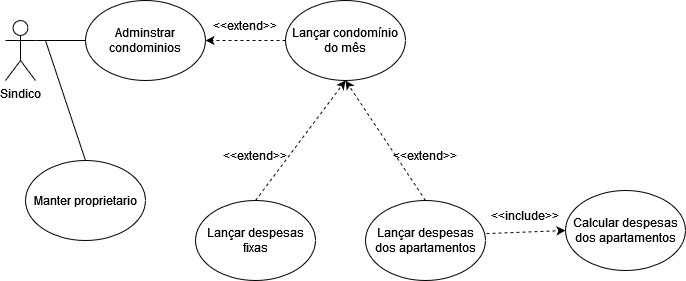 <<extend>>
Adminstrar
condominios
Lançar condomínio
do mês
Sindico
<<extend>>
<<extend>>
Manter proprietario
Lançar despesas
fixas
Lançar despesas
dos apartamentos
<<include>>
Calcular despesas
dos apartamentos